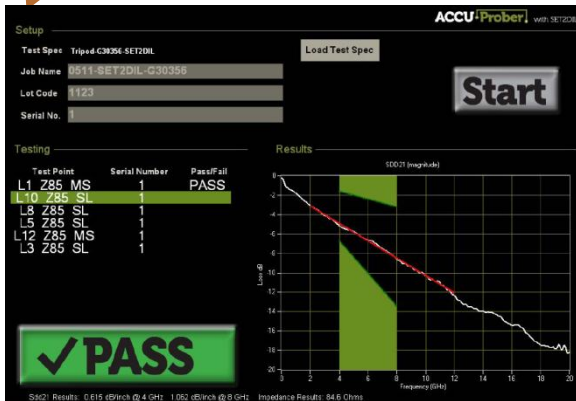 ACCU-Prober with SET2DIL
Setup
Test Spec Tripod-G30356-SET2DIL
Load Test Spec
Job Name 0511-SET2DIL-G30356
Lot Code 1123
Start
Serial No. 1
Testing
Test Point Serial Number Pass/Fail
L1 Z85 MS 1 PASS
L10 Z85 SL 1
L8 Z85 SL 1
L5 Z85 SL 1
L12 Z85 MS 1
L3 Z85 SL 1
PASS
Results
SDD21 (magnitude)
0
-2
-4
-6
-8
-10
-12
-14
-16
-18
-20
Loss dB
0 2 4 6 8 10 12 14 16 18 20
Frequency (GHz)
Sdd21 Results: 0.615 dB/inch @ 4 GHz 1.062 dB/inch @ 8 GHz Impedance Results: 84.6 Ohms